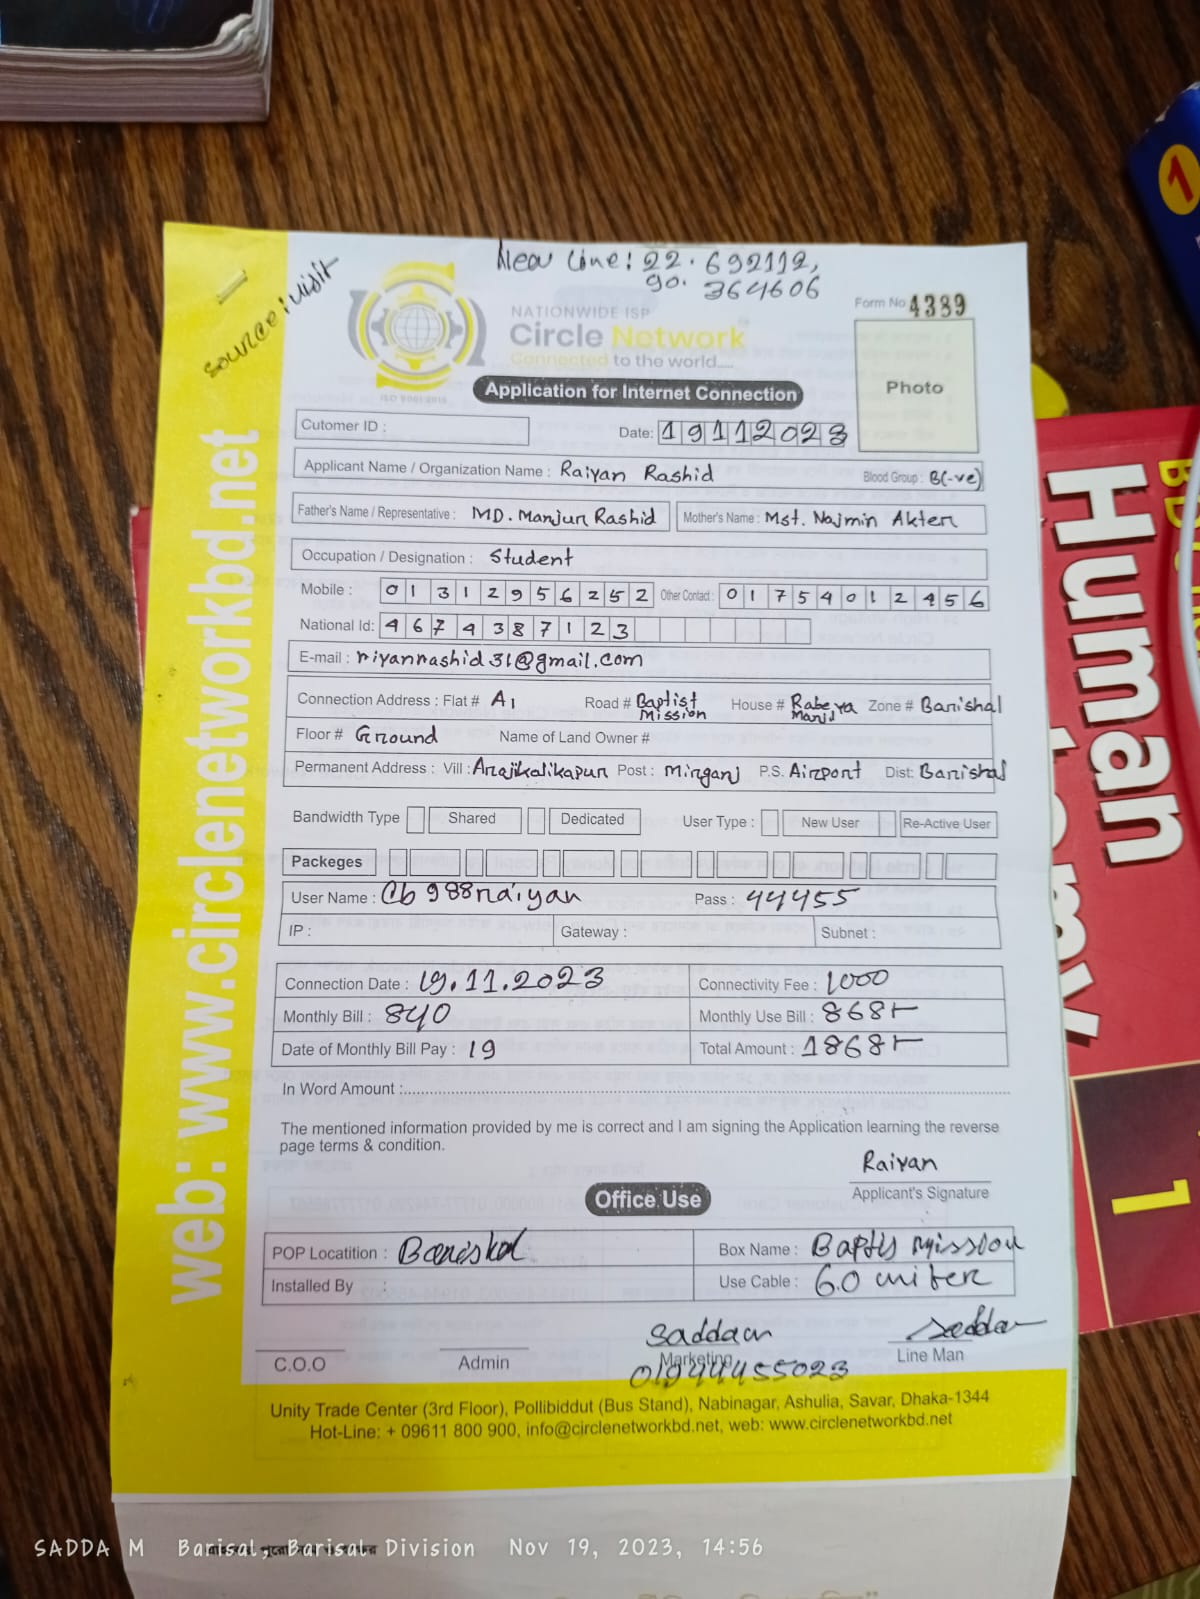 New Line: 22.692112,
90.364606
source: visit
NATIONWIDE ISP
Circle Network
Connected to the world.....
ISO 9001:2015
Form No 4389
Photo
Application for Internet Connection
Cutomer ID :
Date: 19112023
Applicant Name / Organization Name : Raiyan Rashid Blood Group : B(-ve)
Father's Name / Representative : MD. Manjur Rashid Mother's Name : Mst. Najmin Akter
Occupation / Designation : Student
Mobile : 01312956252 Other Contact : 01754012456
National Id: 4674387123
E-mail : riyanrashid31@gmail.com
Connection Address : Flat # A1 Road # Baptist Mission House # Rabeya Manjil Zone # Barishal
Floor # Ground Name of Land Owner #
Permanent Address : Vill : Arajikalikapur Post : Mirganj P.S. Airport Dist: Barishal
Bandwidth Type Shared Dedicated User Type : New User Re-Active User
Packeges
User Name : Cb988raiyan Pass : 44455
IP : Gateway : Subnet :
Connection Date : 19.11.2023 Connectivity Fee : 1000
Monthly Bill : 840 Monthly Use Bill : 868
Date of Monthly Bill Pay : 19 Total Amount : 1868
In Word Amount :
The mentioned information provided by me is correct and I am signing the Application learning the reverse
page terms & condition.
Raiyan
Applicant's Signature
Office Use
POP Locatition : Barishal Box Name : Baptis Mission
Installed By : Use Cable : 60 miter
Saddam
C.O.O Admin Marketing Line Man
01944455023
Unity Trade Center (3rd Floor), Pollibiddut (Bus Stand), Nabinagar, Ashulia, Savar, Dhaka-1344
Hot-Line: + 09611 800 900, info@circlenetworkbd.net, web: www.circlenetworkbd.net
web: www.circlenetworkbd.net
Human
1
1
SADDA M Barisal, Barisal Division Nov 19, 2023, 14:56